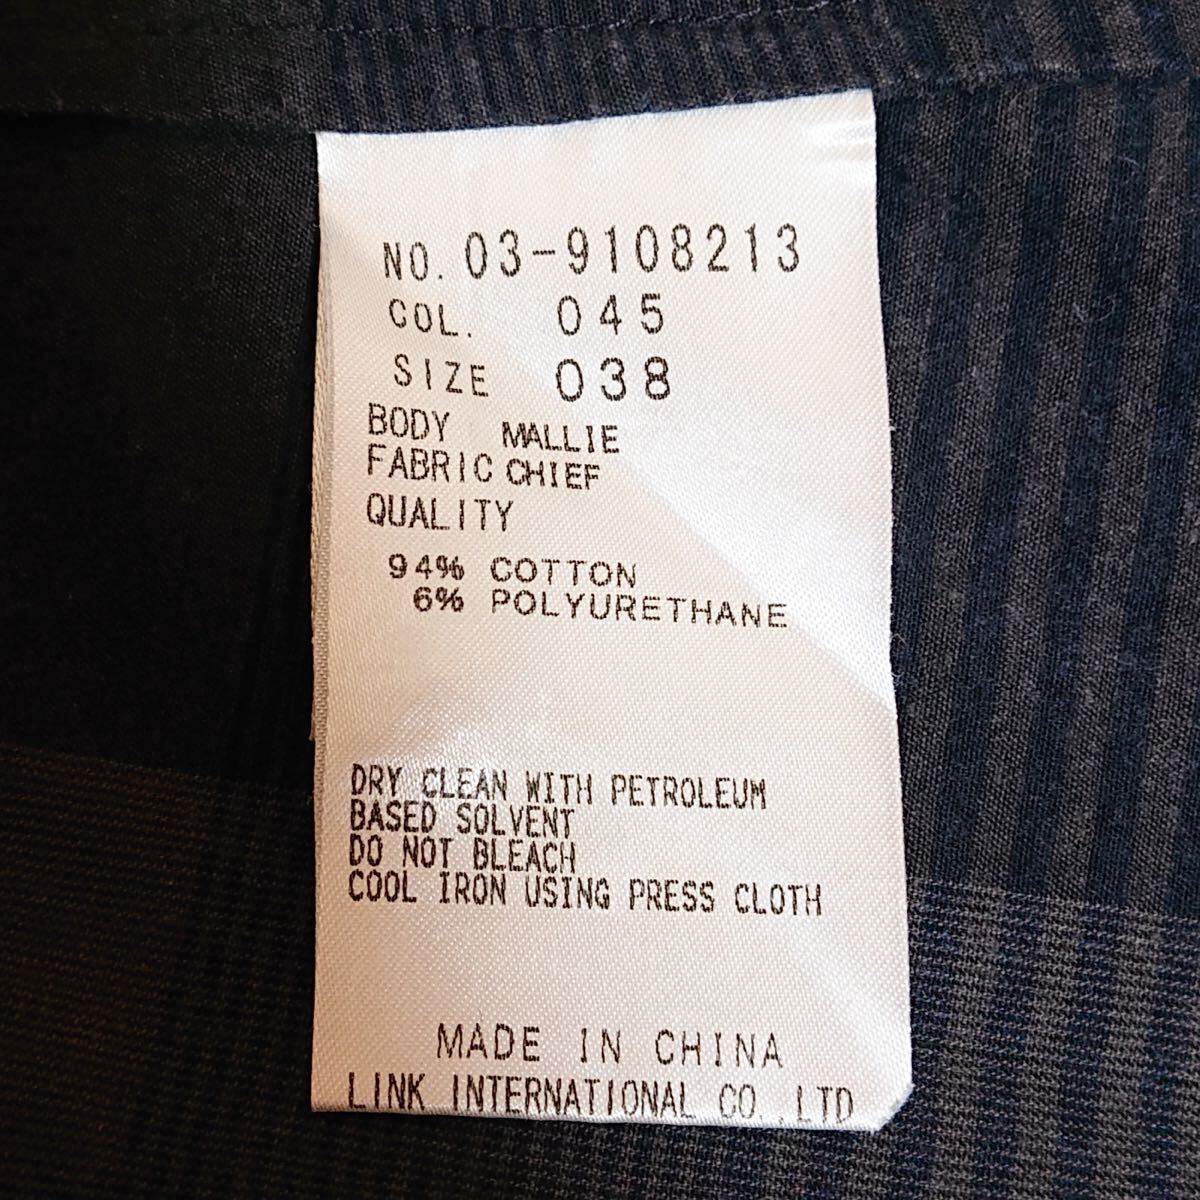 NO. 03-9108213
COL. 045
SIZE 038
BODY MALLIE
FABRIC CHIEF
QUALITY
94% COTTON
6% POLYURETHANE
DRY CLEAN WITH PETROLEUM
BASED SOLVENT
DO NOT BLEACH
COOL IRON USING PRESS CLOTH
MADE IN CHINA
LINK INTERNATIONAL CO.,LTD